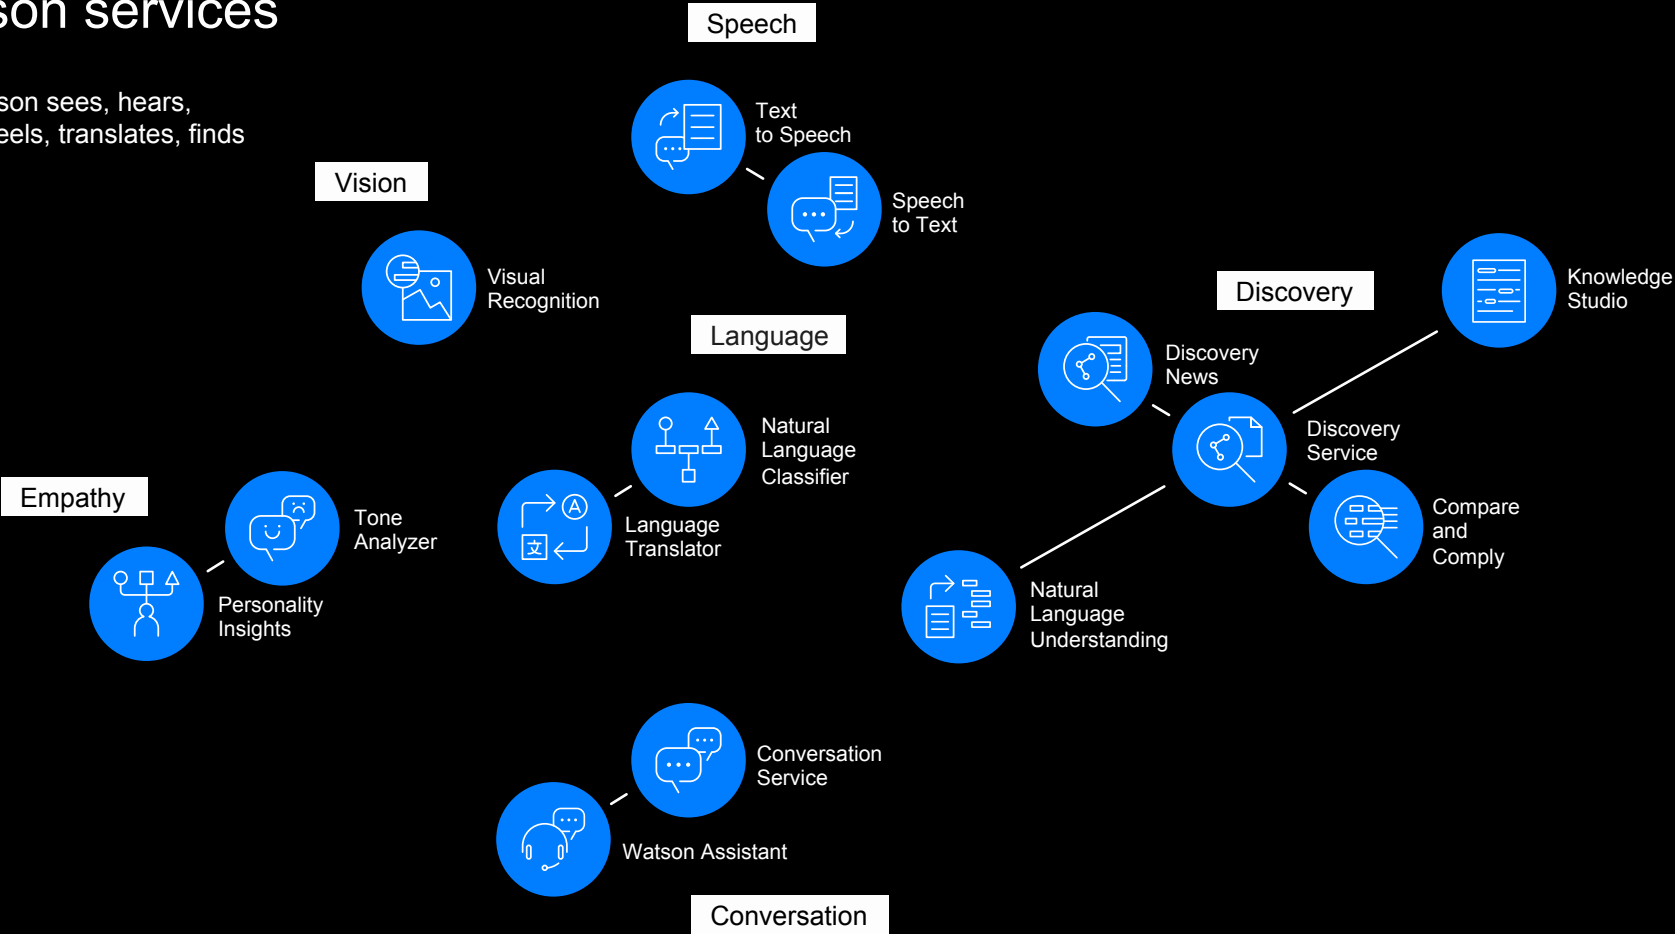 son services
son sees, hears,
eels, translates, finds
Speech
Text
to Speech
Speech
to Text
Vision
Visual
Recognition
Language
Natural
Language
Classifier
A
文
Language
Translator
Discovery
Knowledge
Studio
Discovery
News
Discovery
Service
Compare
and
Comply
Natural
Language
Understanding
Empathy
Tone
Analyzer
Personality
Insights
Conversation
Service
Watson Assistant
Conversation